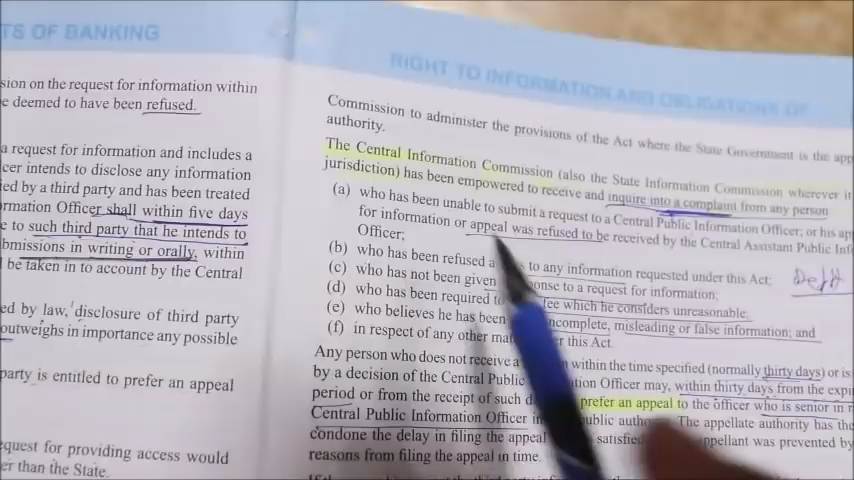 TS OF BANKING
sion on the request for information within
e deemed to have been refused.
a request for information and includes a
cer intends to disclose any information
ied by a third party and has been treated
rmation Officer shall within five days
e to such third party that he intends to
bmissions in writing or orally, within
l be taken in to account by the Central
ed by law, disclosure of third party
outweighs in importance any possible
party is entitled to prefer an appeal
quest for providing access would
er than the State.
RIGHT TO INFORMATION AND OBLIGATIONS OF
Commission to administer the provisions of the Act where the State Government is the app
authority.
The Central Information Commission (also the State Information Commission wherever it
jurisdiction) has been empowered to receive and inquire into a complaint from any person
(a) who has been unable to submit a request to a Central Public Information Officer; or his ap
for information or appeal was refused to be received by the Central Assistant Public Inf
Officer;
(b) who has been refused a to any information requested under this Act;
(c) who has not been given onse to a request for information;
(d) who has been required to fee which he considers unreasonable.
(e) who believes he has been incomplete, misleading or false information; and
(f) in respect of any other mat er this Act.
Any person who does not receive a within the time specified (normally thirty days) or is
by a decision of the Central Public tion Officer may, within thirty days from the expi
period or from the receipt of such d prefer an appeal to the officer who is senior in r
Central Public Information Officer in public autho The appellate authority has the
condone the delay in filing the appeal satisfied appellant was prevented by
reasons from filing the appeal in time.